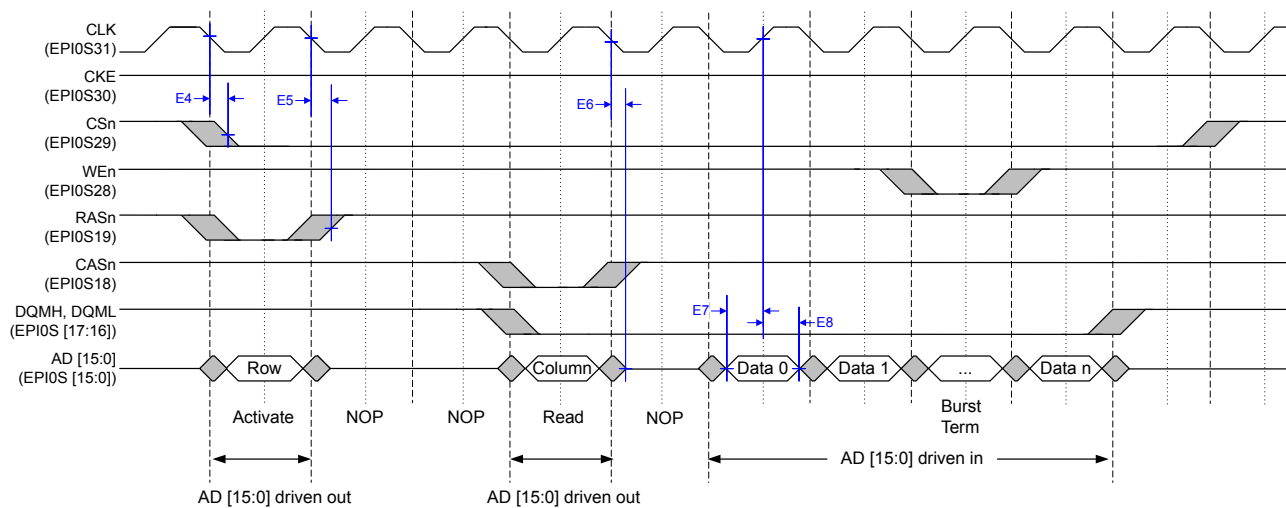 CLK
(EPI0S31)
CKE
(EPI0S30)
E4
E5
E6
CSn
(EPI0S29)
WEn
(EPI0S28)
RASn
(EPI0S19)
CASn
(EPI0S18)
DQMH, DQML
(EPI0S [17:16])
E7
E8
AD [15:0]
(EPI0S [15:0])
Row
Column
Data 0
Data 1
...
Data n
Activate
NOP
NOP
Read
NOP
Burst
Term
AD [15:0] driven in
AD [15:0] driven out
AD [15:0] driven out